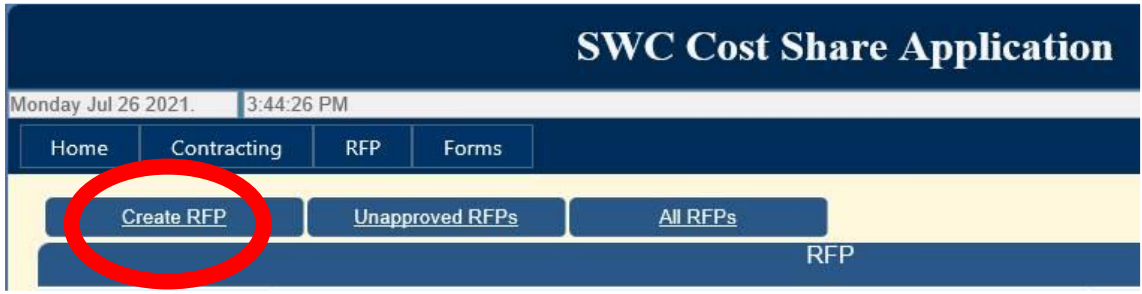 SWC Cost Share Application
Monday Jul 26 2021. 3:44:26 PM
Home Contracting RFP Forms
Create RFP Unapproved RFPs All RFPs
RFP